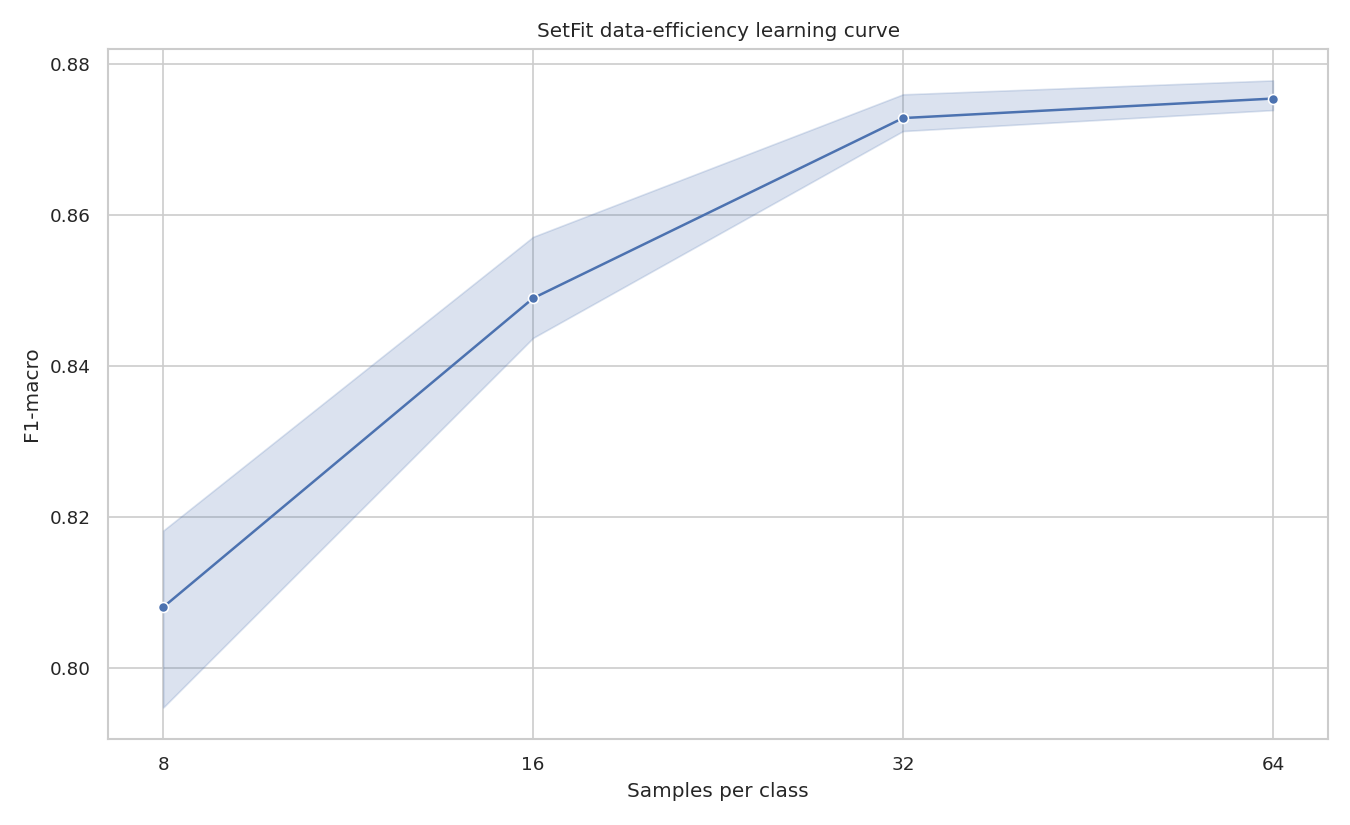 SetFit data-efficiency learning curve
0.88
0.86
0.84
0.82
0.80
F1-macro
8 16 32 64
Samples per class